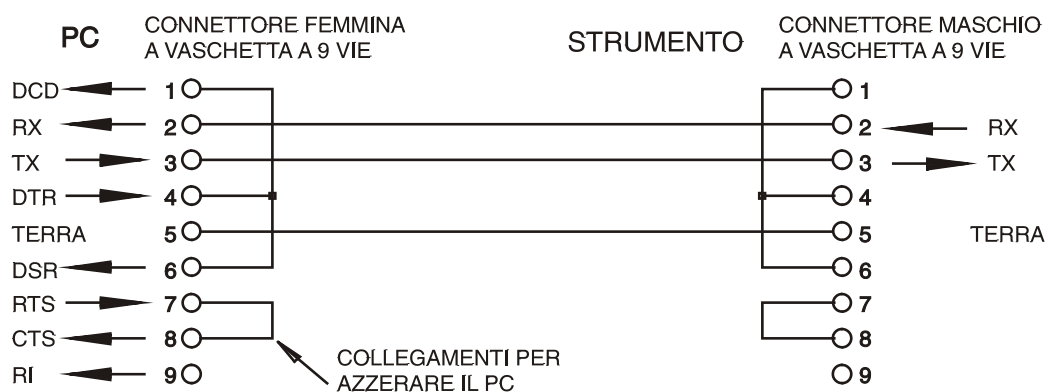 PC
CONNETTORE FEMMINA
A VASCHETTA A 9 VIE
STRUMENTO
CONNETTORE MASCHIO
A VASCHETTA A 9 VIE
DCD 1 1
RX 2 2 RX
TX 3 3 TX
DTR 4 4
TERRA 5 5 TERRA
DSR 6 6
RTS 7 7
CTS 8 8
RI 9 9
COLLEGAMENTI PER
AZZERARE IL PC